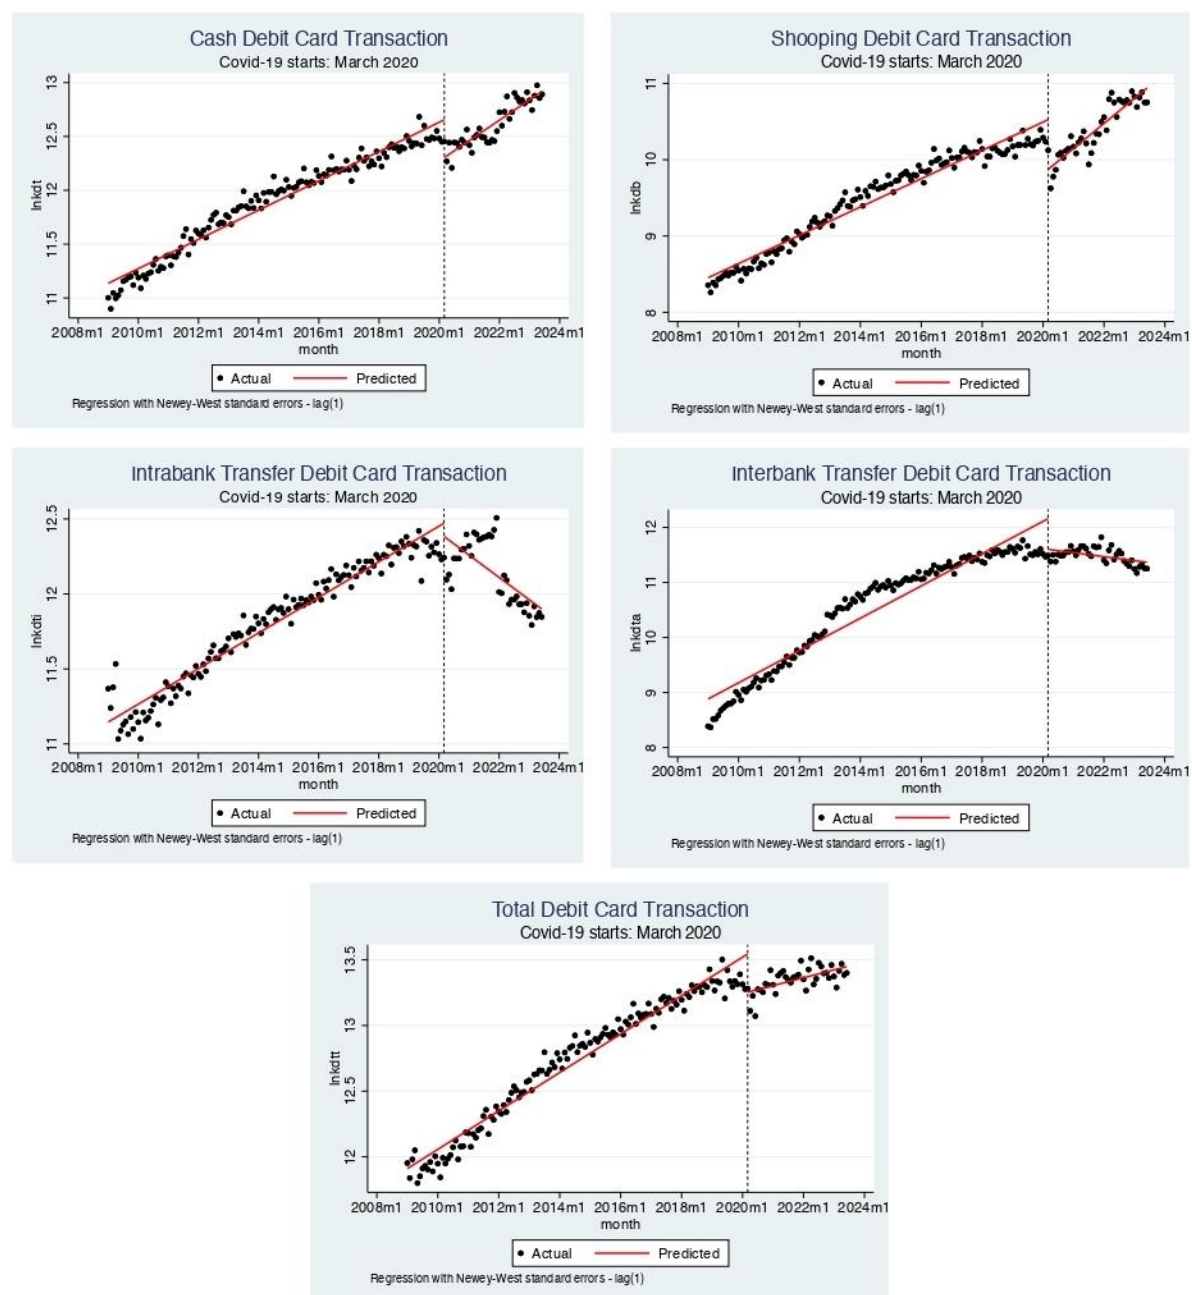 Cash Debit Card Transaction
Covid-19 starts: March 2020
lnkdt
13
12.5
12
11.5
11
2008m1 2010m1 2012m1 2014m1 2016m1 2018m1 2020m1 2022m1 2024m1
month
Actual Predicted
Regression with Newey-West standard errors - lag(1)
Shooping Debit Card Transaction
Covid-19 starts: March 2020
lnkdb
11
10
9
8
2008m1 2010m1 2012m1 2014m1 2016m1 2018m1 2020m1 2022m1 2024m1
month
Actual Predicted
Regression with Newey-West standard errors - lag(1)
Intrabank Transfer Debit Card Transaction
Covid-19 starts: March 2020
lnkdti
12.5
12
11.5
11
2008m1 2010m1 2012m1 2014m1 2016m1 2018m1 2020m1 2022m1 2024m1
month
Actual Predicted
Regression with Newey-West standard errors - lag(1)
Interbank Transfer Debit Card Transaction
Covid-19 starts: March 2020
lnkdta
12
11
10
9
8
2008m1 2010m1 2012m1 2014m1 2016m1 2018m1 2020m1 2022m1 2024m1
month
Actual Predicted
Regression with Newey-West standard errors - lag(1)
Total Debit Card Transaction
Covid-19 starts: March 2020
lnkdtt
13.5
13
12.5
12
2008m1 2010m1 2012m1 2014m1 2016m1 2018m1 2020m1 2022m1 2024m1
month
Actual Predicted
Regression with Newey-West standard errors - lag(1)